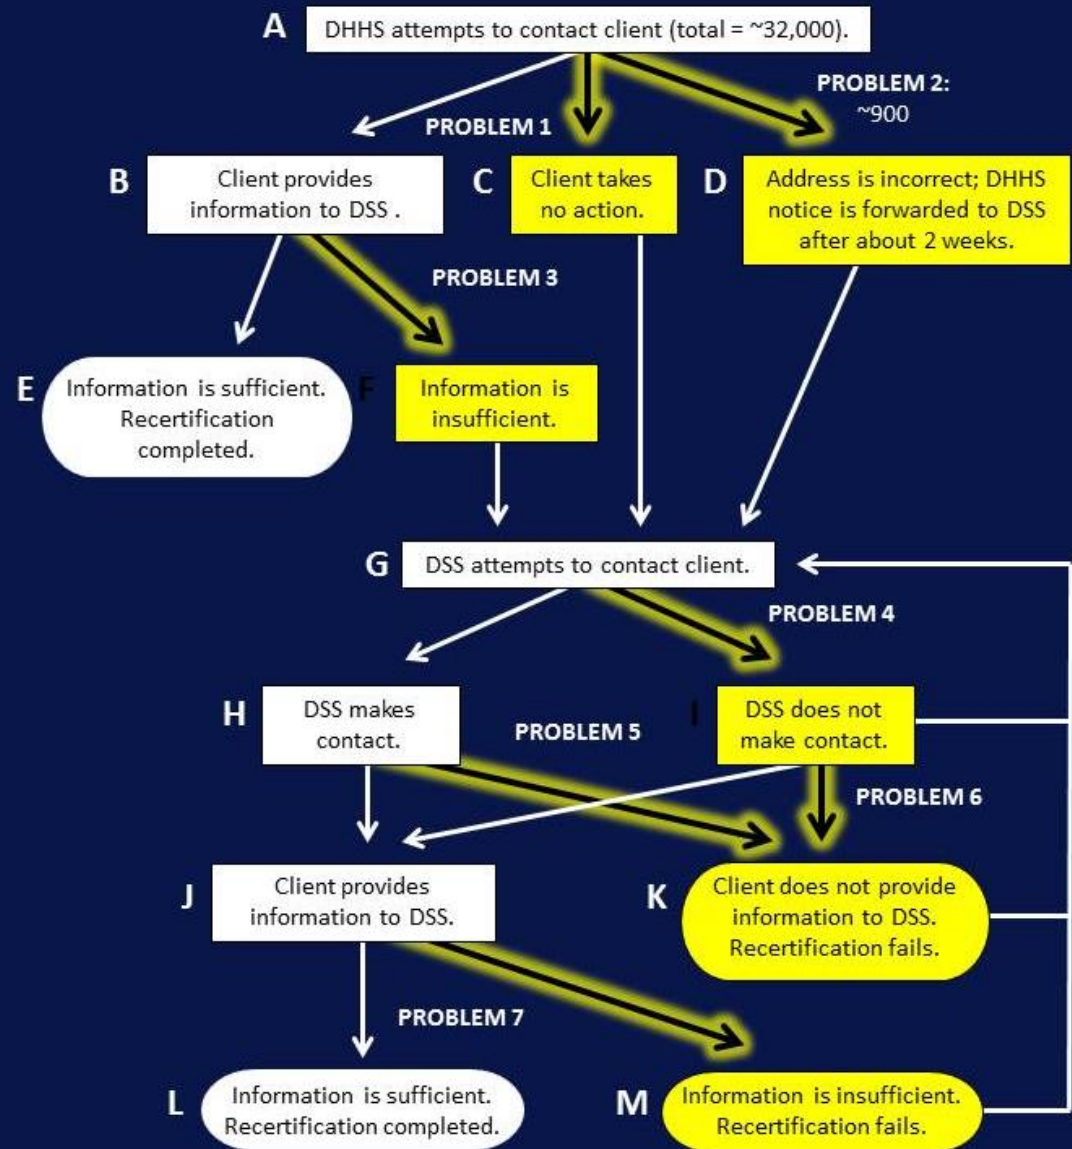 A
DHHS attempts to contact client (total = ~32,000).
PROBLEM 2:
~900
PROBLEM 1
B
Client provides
information to DSS .
C
Client takes
no action.
D
Address is incorrect; DHHS
notice is forwarded to DSS
after about 2 weeks.
PROBLEM 3
E
Information is sufficient.
Recertification
completed.
F
Information is
insufficient.
G
DSS attempts to contact client.
PROBLEM 4
H
DSS makes
contact.
PROBLEM 5
I
DSS does not
make contact.
PROBLEM 6
J
Client provides
information to DSS.
K
Client does not provide
information to DSS.
Recertification fails.
PROBLEM 7
L
Information is sufficient.
Recertification completed.
M
Information is insufficient.
Recertification fails.